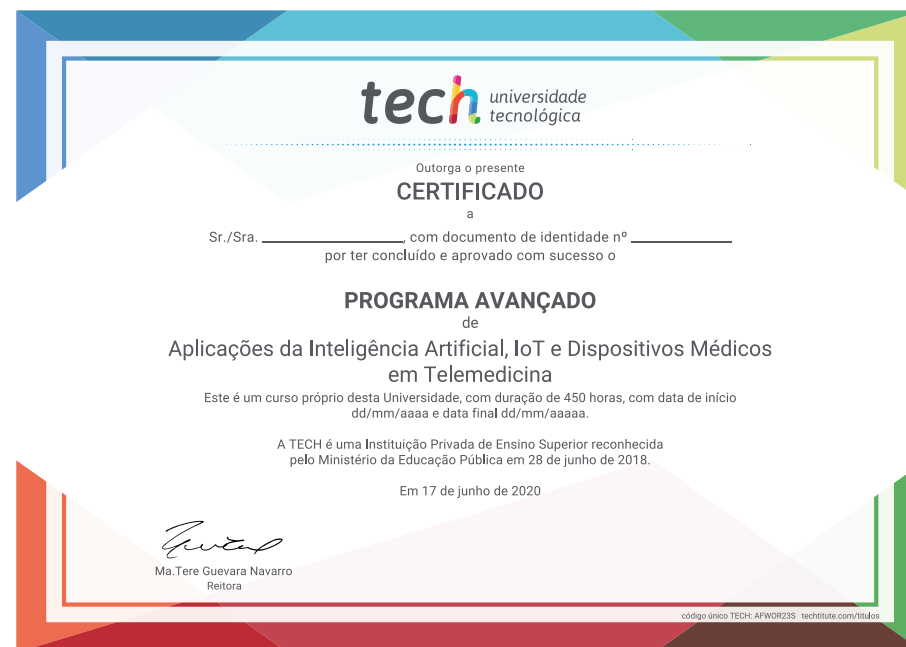 tech universidade
tecnológica
Outorga o presente
CERTIFICADO
a
Sr./Sra. ____________, com documento de identidade nº ____________
por ter concluído e aprovado com sucesso o
PROGRAMA AVANÇADO
de
Aplicações da Inteligência Artificial, IoT e Dispositivos Médicos
em Telemedicina
Este é um curso próprio desta Universidade, com duração de 450 horas, com data de início
dd/mm/aaaa e data final dd/mm/aaaaa.
A TECH é uma Instituição Privada de Ensino Superior reconhecida
pelo Ministério da Educação Pública em 28 de junho de 2018.
Em 17 de junho de 2020
Ma.Tere Guevara Navarro
Reitora
código único TECH: AFWOR23S techtitute.com/titulos